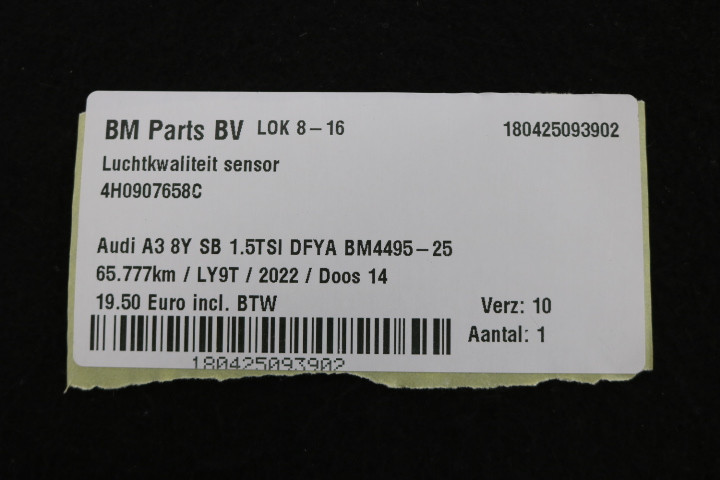 BM Parts BV LOK 8-16 180425093902
Luchtkwaliteit sensor
4H0907658C
Audi A3 8Y SB 1.5TSI DFYA BM4495-25
65.777km / LY9T / 2022 / Doos 14
19.50 Euro incl. BTW Verz: 10
Aantal: 1
180425093902